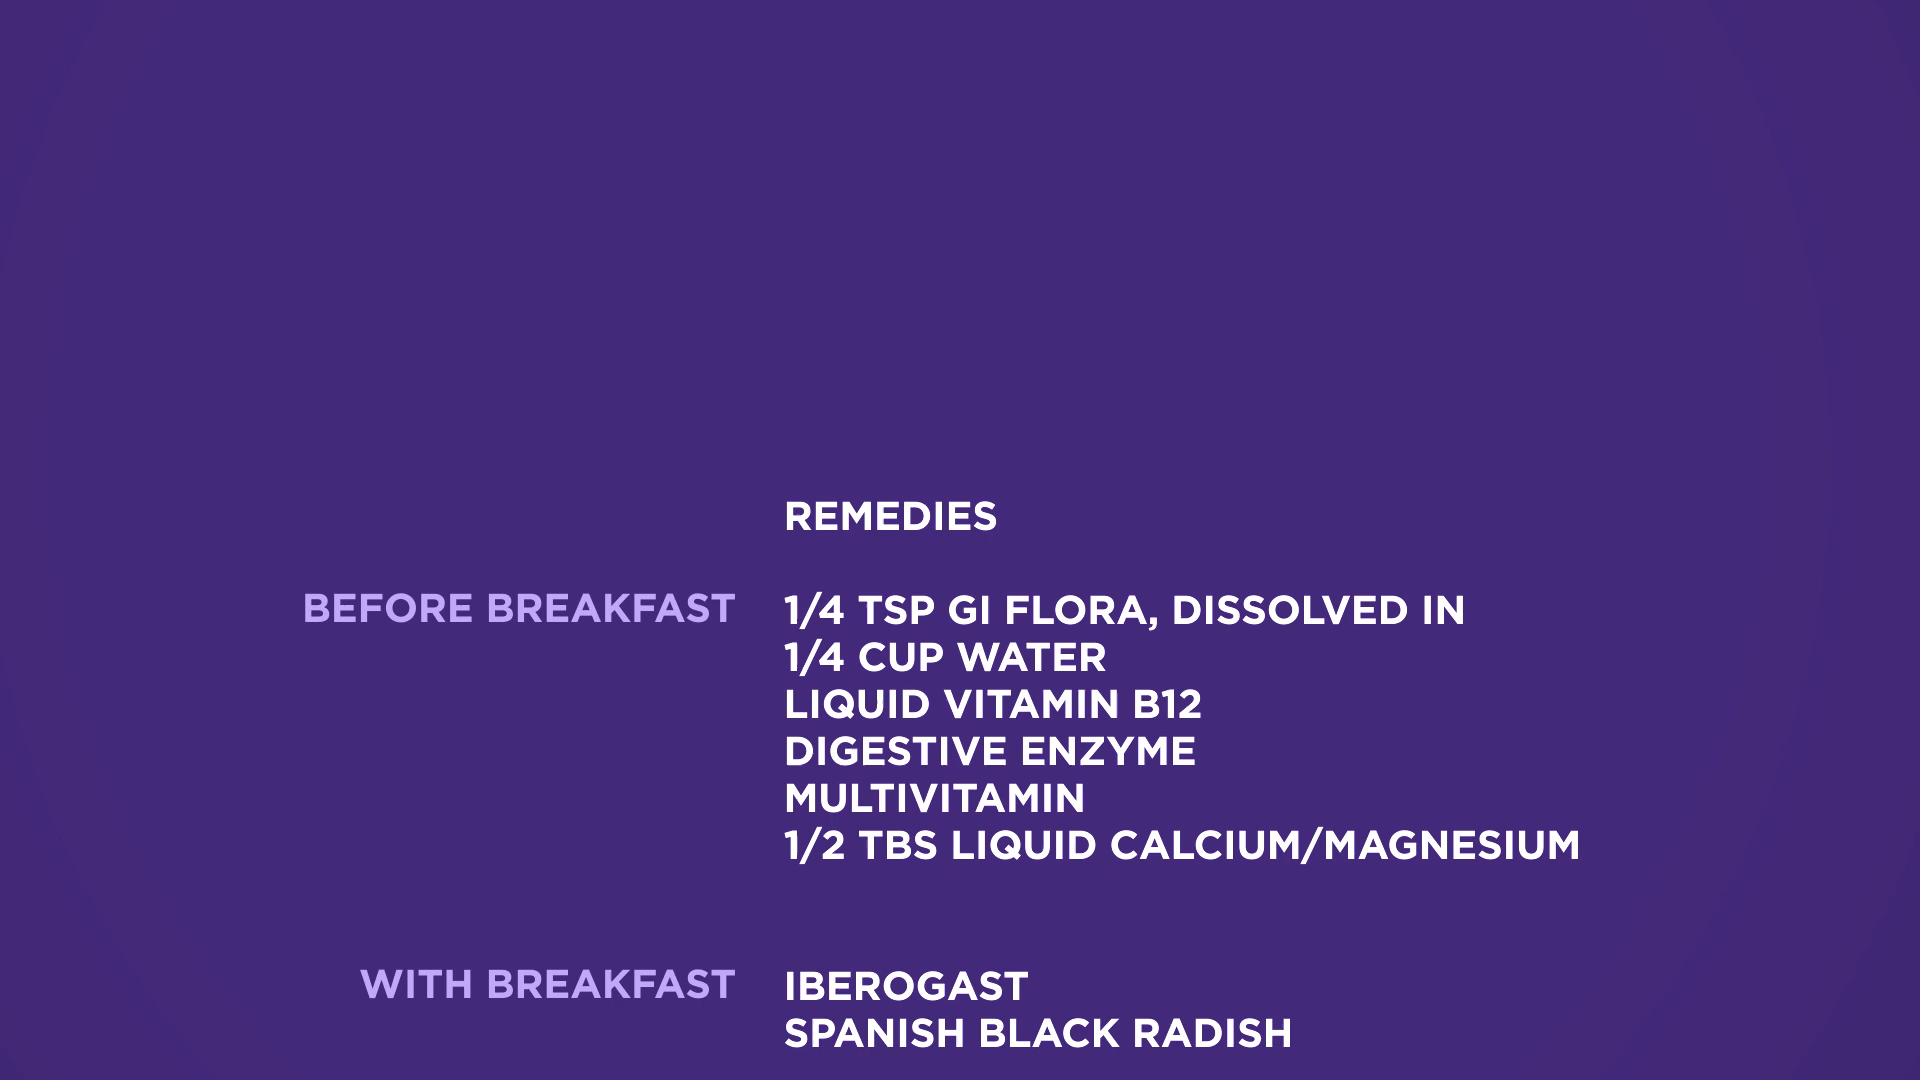 REMEDIES
BEFORE BREAKFAST 1/4 TSP GI FLORA, DISSOLVED IN
1/4 CUP WATER
LIQUID VITAMIN B12
DIGESTIVE ENZYME
MULTIVITAMIN
1/2 TBS LIQUID CALCIUM/MAGNESIUM
WITH BREAKFAST IBEROGAST
SPANISH BLACK RADISH